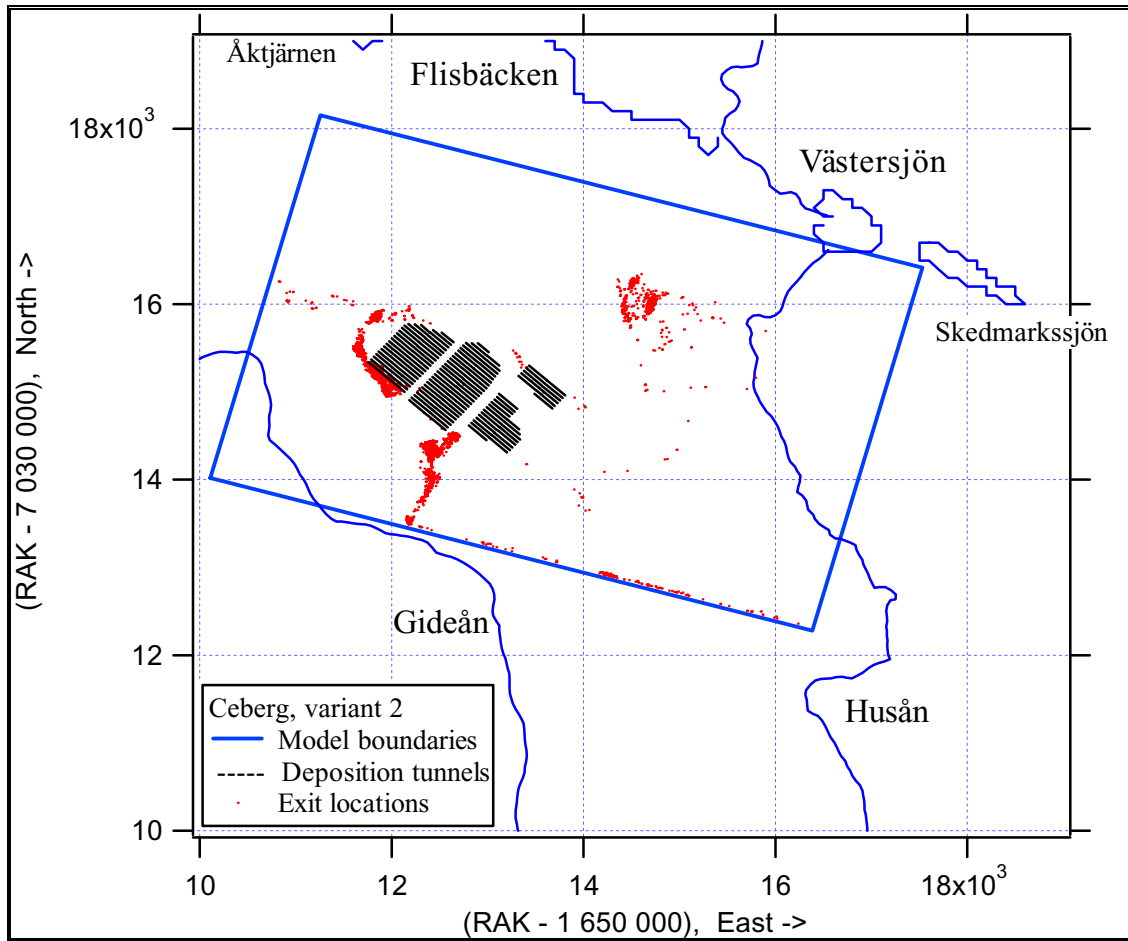 Åktjärnen
Flisbäcken
18x10³
Västersjön
16
Skedmarkssjön
14
Gideån
12
Husån
Ceberg, variant 2
Model boundaries
Deposition tunnels
Exit locations
10
10 12 14 16 18x10³
(RAK - 1 650 000), East ->
(RAK - 7 030 000), North ->